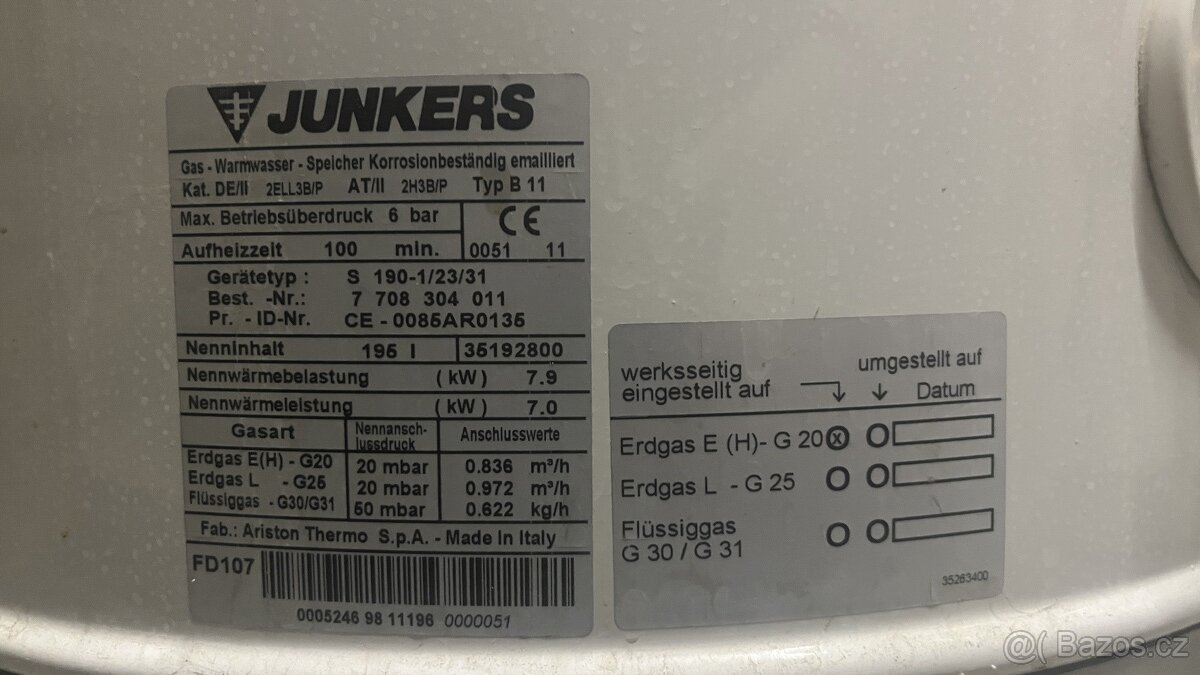 JUNKERS
Gas - Warmwasser - Speicher Korrosionbeständig emailliert
Kat. DE/II 2ELL3B/P AT/II 2H3B/P Typ B 11
Max. Betriebsüberdruck 6 bar
CE
Aufheizzeit 100 min.
0051 11
Gerätetyp : S 190-1/23/31
Best. -Nr.: 7 708 304 011
Pr. - ID-Nr. CE - 0085AR0135
Nenninhalt 195 l 35192800
Nennwärmebelastung (kW) 7.9
Nennwärmeleistung (kW) 7.0
Gasart Nennansch-lussdruck Anschlusswerte
Erdgas E(H) - G20 20 mbar 0.836 m³/h
Erdgas L - G25 20 mbar 0.972 m³/h
Flüssiggas - G30/G31 50 mbar 0.622 kg/h
Fab.: Ariston Thermo S.p.A. - Made In Italy
FD107
0005246 98 11196 0000051
werksseitig
eingestellt auf
umgestellt auf
Datum
Erdgas E (H)- G 20 X
Erdgas L - G 25
Flüssiggas
G 30 / G 31
35263400
@( Bazos.cz